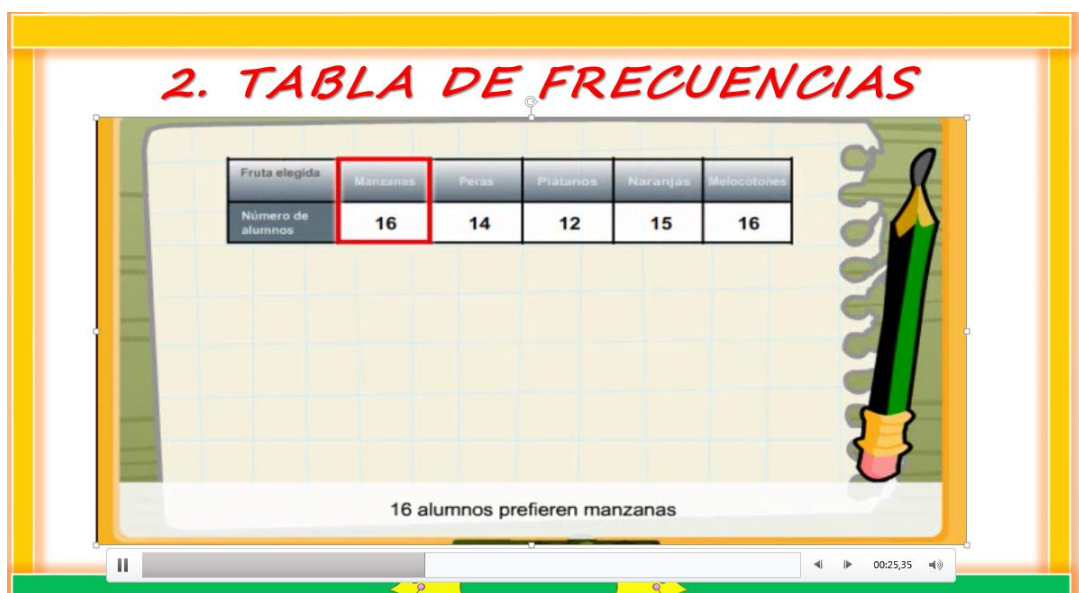 2. TABLA DE FRECUENCIAS
Fruta elegida Manzanas Peras Plátanos Naranjas Melocotones
Número de alumnos 16 14 12 15 16
16 alumnos prefieren manzanas
00:25,35